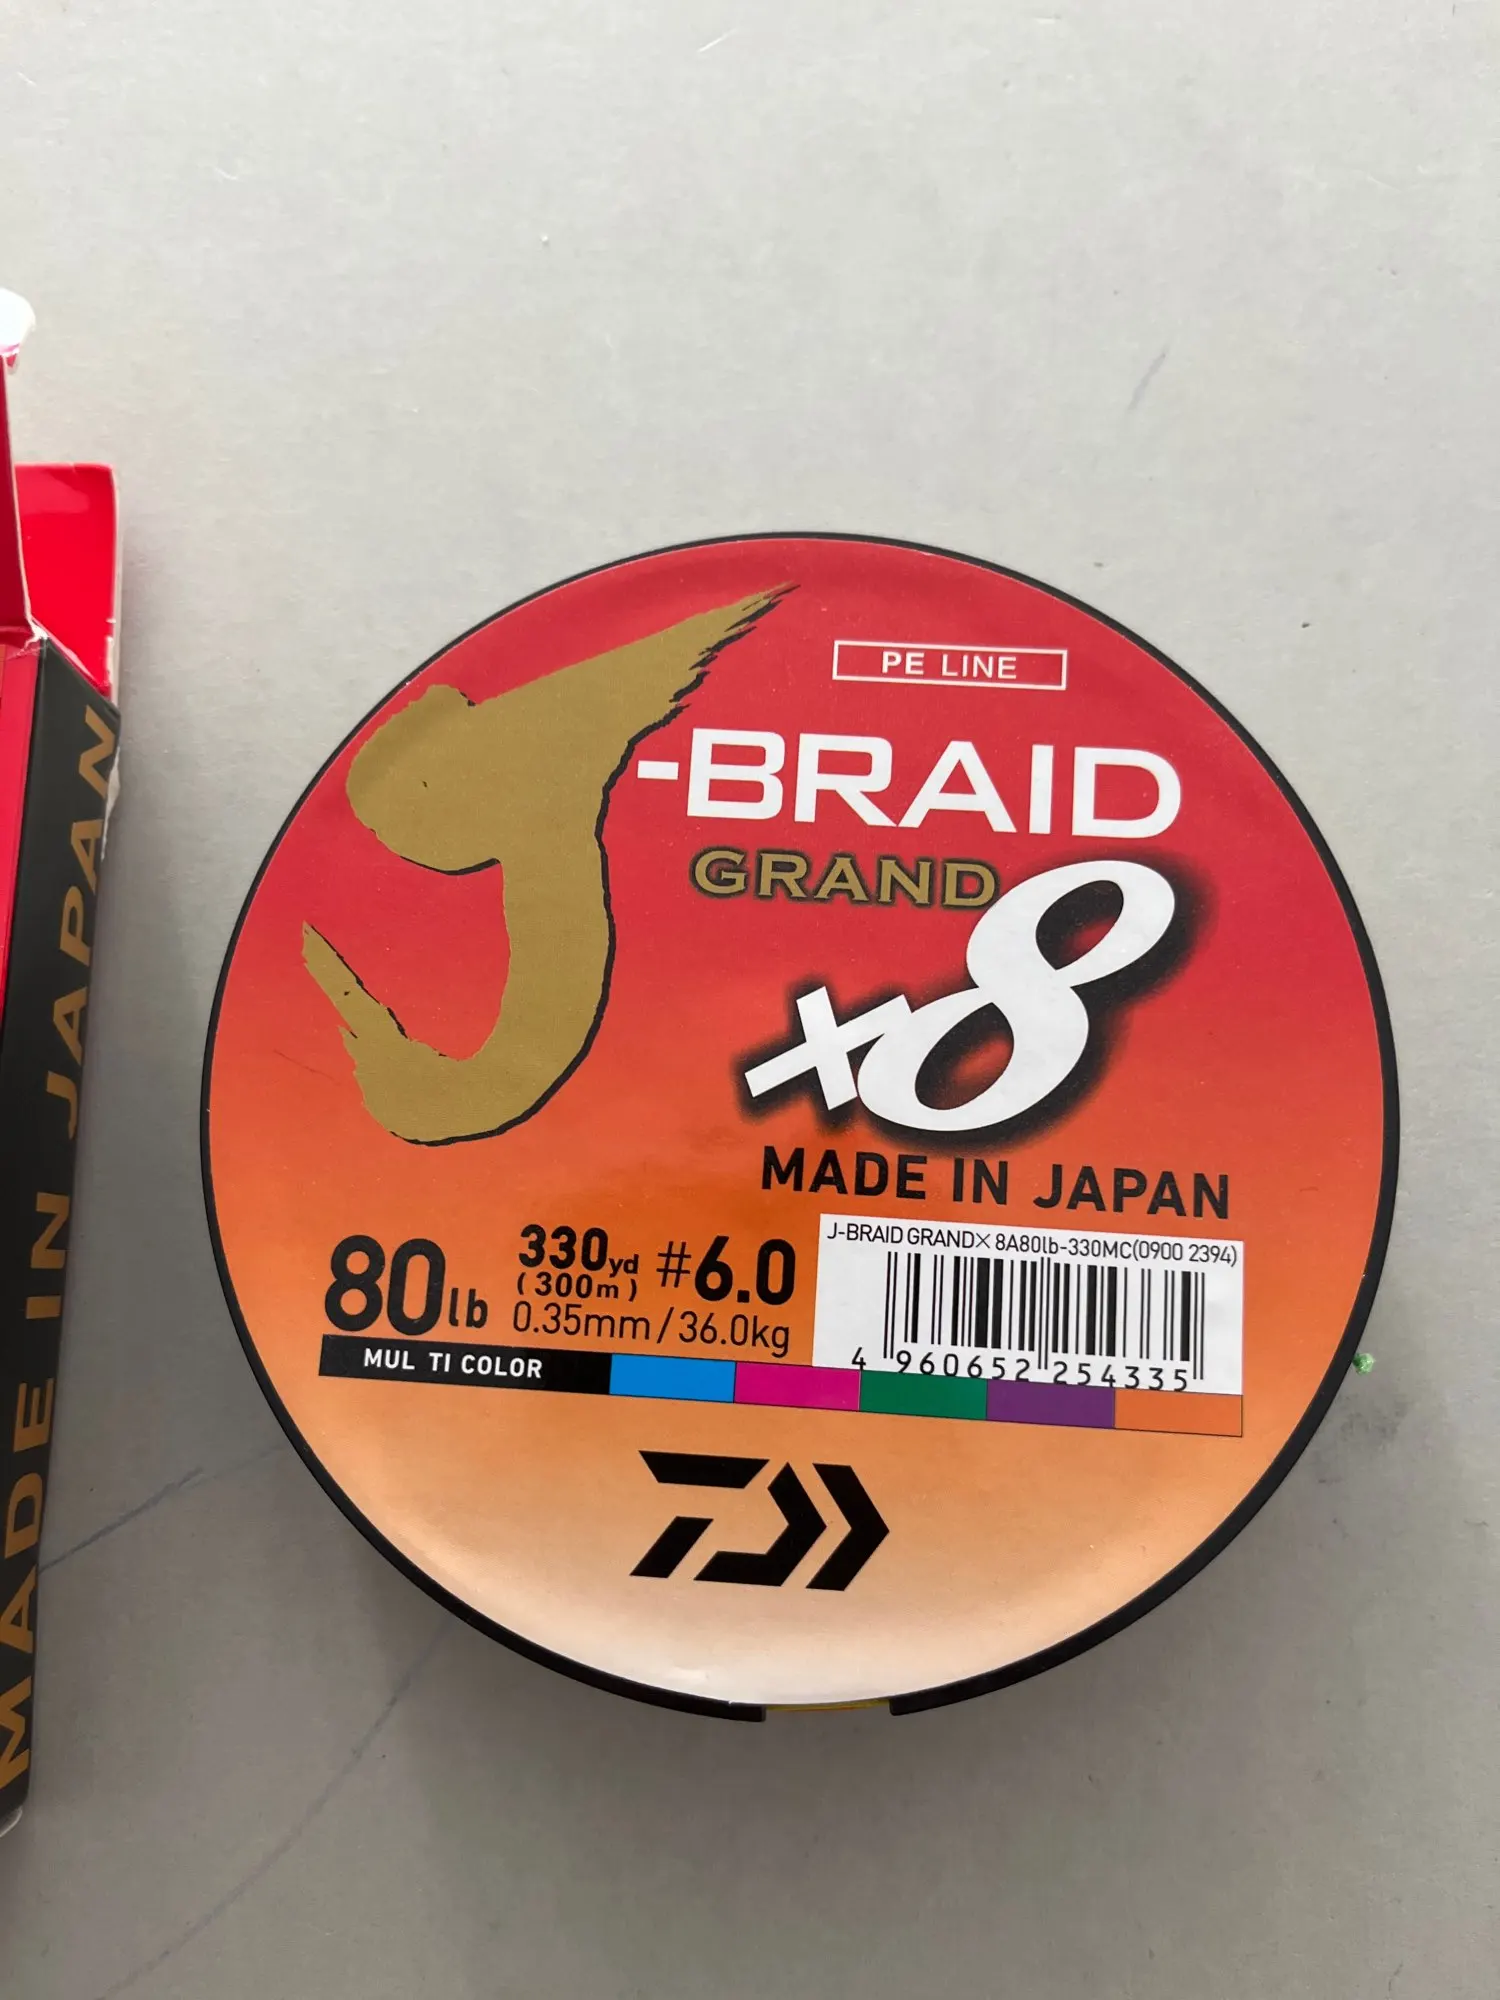 PE LINE
J-BRAID
GRAND
×8
MADE IN JAPAN
80lb
330yd
(300m)
#6.0
0.35mm/36.0kg
J-BRAID GRAND× 8A80lb-330MC(0900 2394)
4 960652 254335
MUL TI COLOR
MADE IN JAPAN